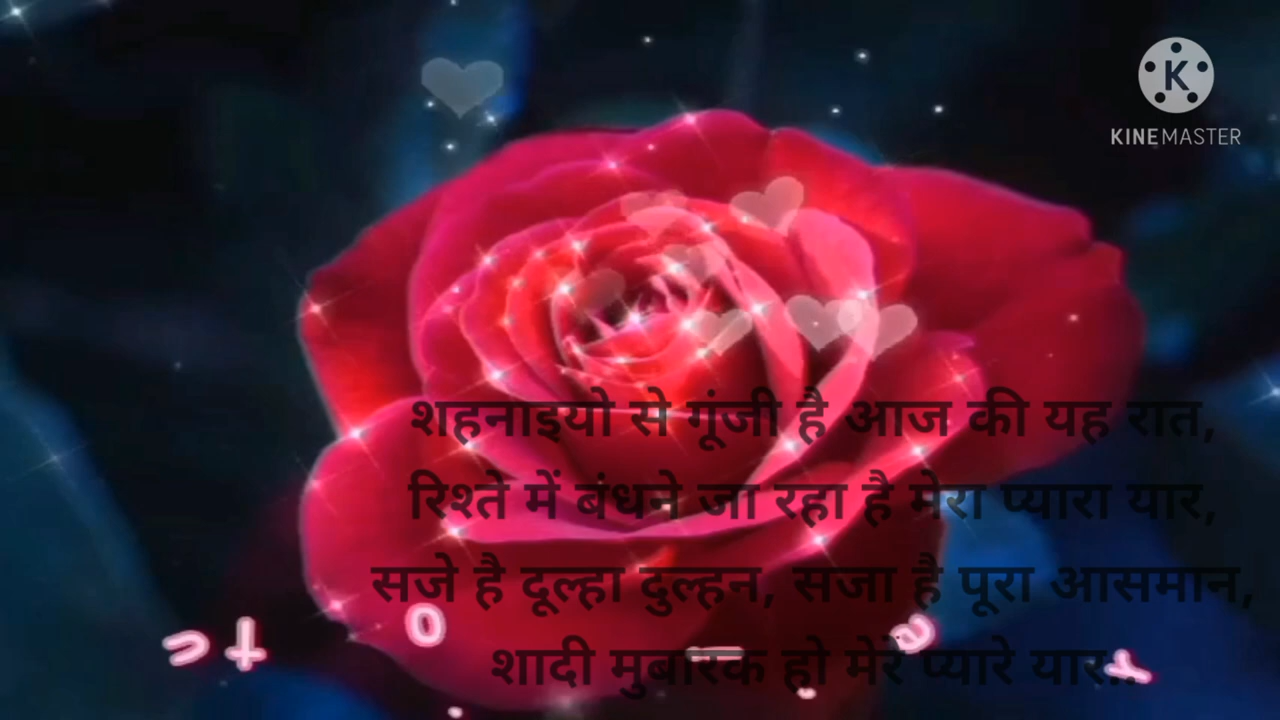 KINEMASTER
शहनाइयो से गूंजी है आज की यह रात,
रिश्ते में बंधने जा रहा है मेरा प्यारा यार,
सजे है दूल्हा दुल्हन, सजा है पूरा आसमान,
शादी मुबारक हो मेरे प्यारे यार..